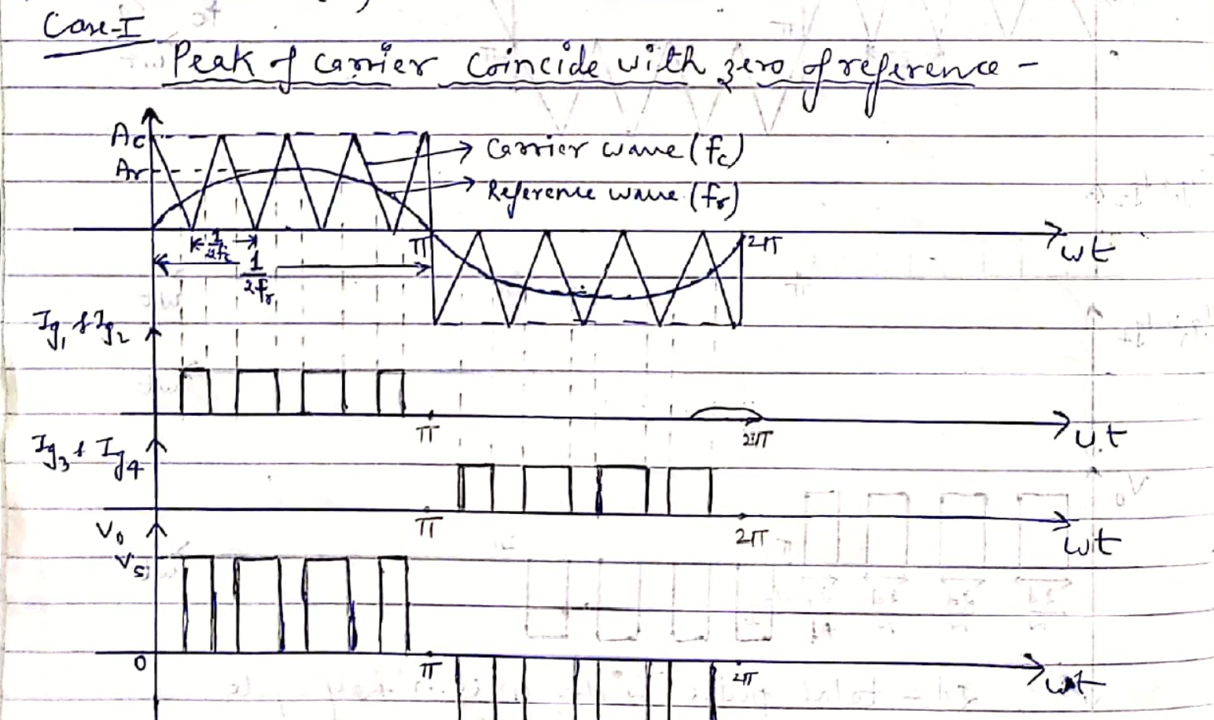 Case-I
Peak of carrier Coincide with zero of reference -
Ac
Carrier wave (fc)
Ar
Reference wave (fr)
1/2fc
π
2π
ωt
1/2fr
Ig1 & Ig2
π
2π
ωt
Ig3 & Ig4
π
2π
ωt
V0
Vs
0
π
2π
ωt